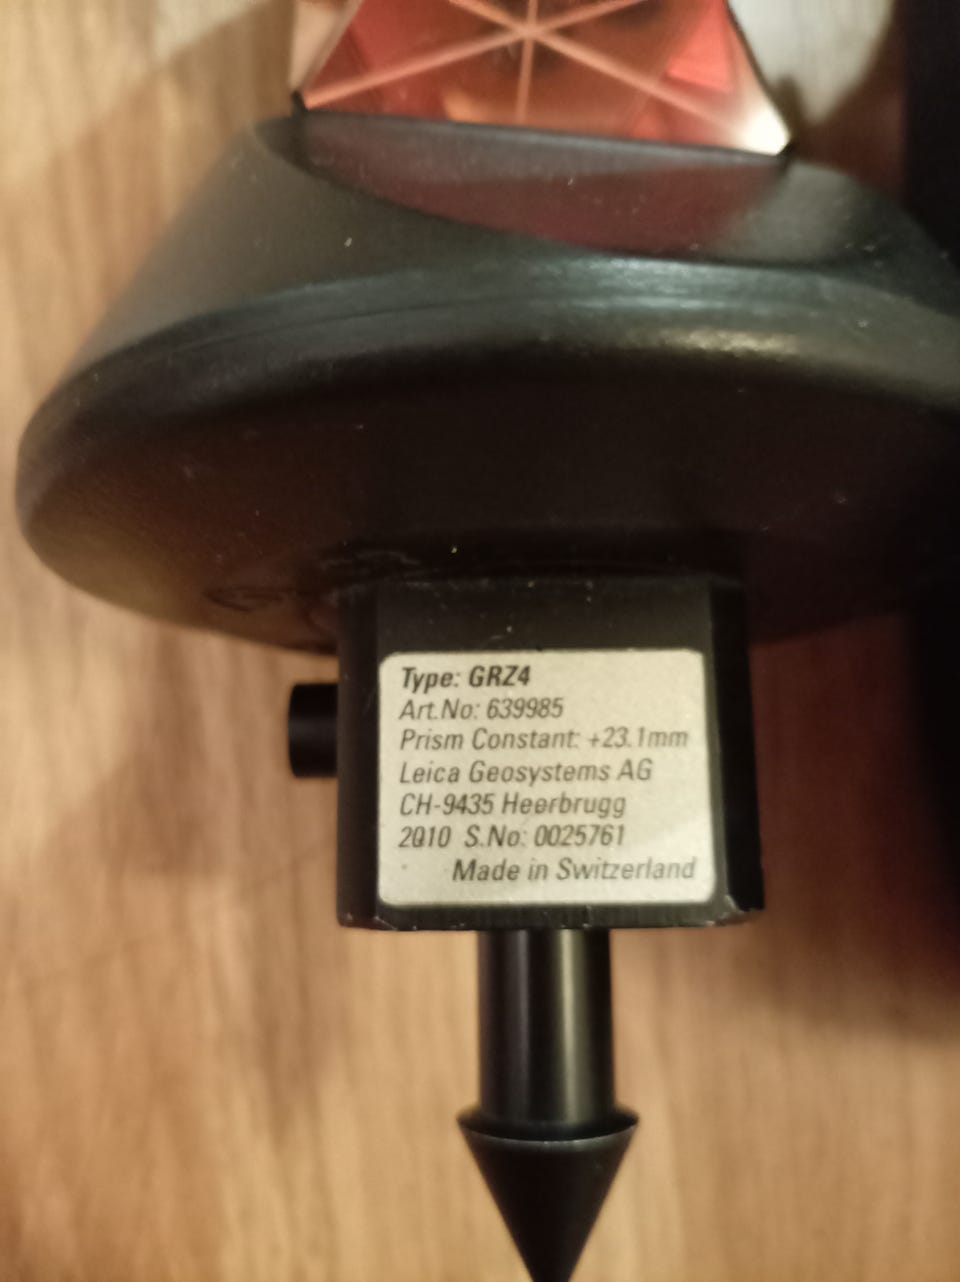 Type: GRZ4
Art.No: 639985
Prism Constant: +23.1mm
Leica Geosystems AG
CH-9435 Heerbrugg
2010 S.No: 0025761
Made in Switzerland